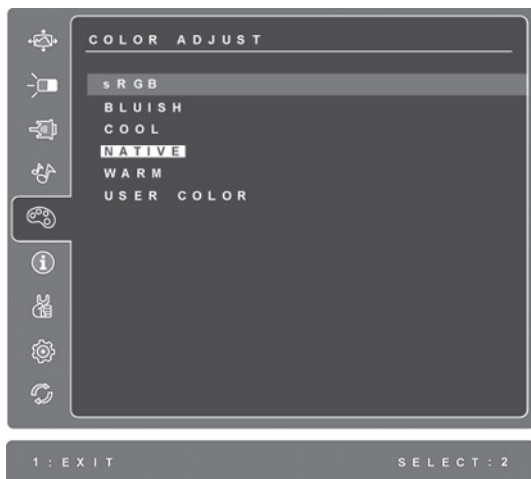 COLOR ADJUST
sRGB
BLUISH
COOL
NATIVE
WARM
USER COLOR
1:EXIT SELECT:2